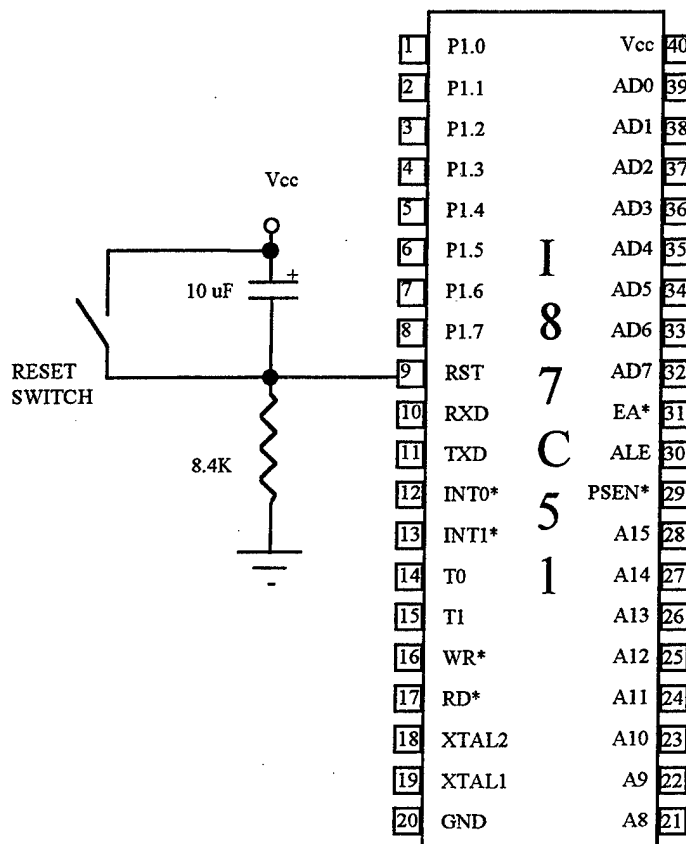 Vcc
+
10 uF
RESET
SWITCH
8.4K
1 P1.0 Vcc 40
2 P1.1 AD0 39
3 P1.2 AD1 38
4 P1.3 AD2 37
5 P1.4 AD3 36
6 P1.5 AD4 35
7 P1.6 AD5 34
8 P1.7 AD6 33
9 RST AD7 32
10 RXD EA* 31
11 TXD ALE 30
12 INT0* PSEN* 29
13 INT1* A15 28
14 T0 A14 27
15 T1 A13 26
16 WR* A12 25
17 RD* A11 24
18 XTAL2 A10 23
19 XTAL1 A9 22
20 GND A8 21
I
8
7
C
5
1